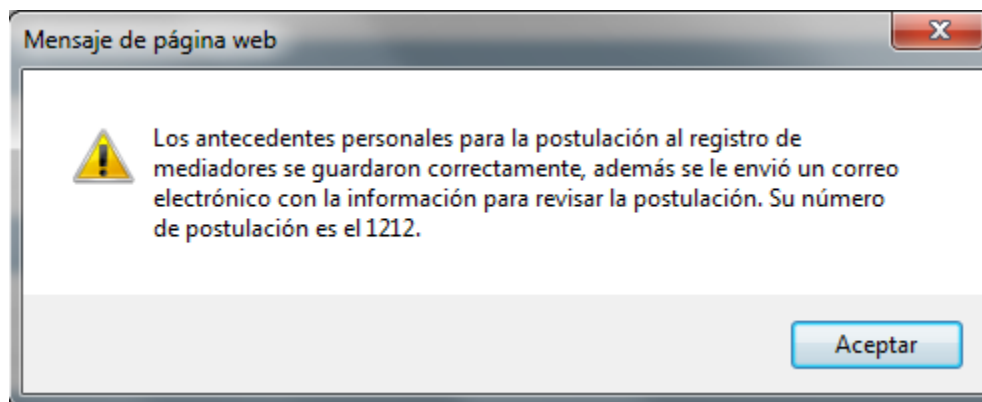 Mensaje de página web
Los antecedentes personales para la postulación al registro de
mediadores se guardaron correctamente, además se le envió un correo
electrónico con la información para revisar la postulación. Su número
de postulación es el 1212.
Aceptar